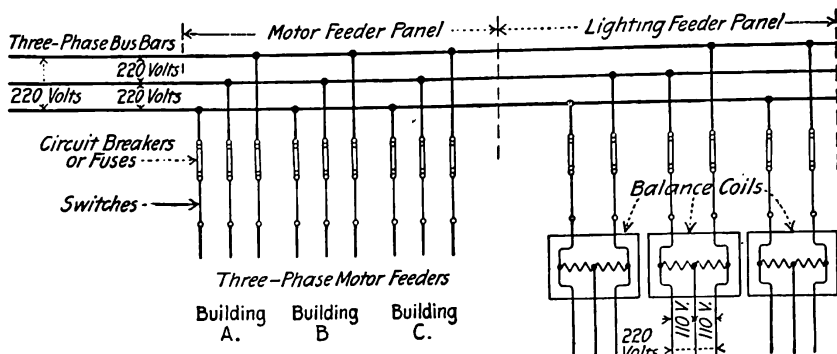 Motor Feeder Panel
Lighting Feeder Panel
Three-Phase Bus Bars
220 Volts
220 Volts
220 Volts
Circuit Breakers
or Fuses
Switches
Balance Coils
Three-Phase Motor Feeders
Building
A.
Building
B
Building
C.
110 V.
110 V.
220
Volts